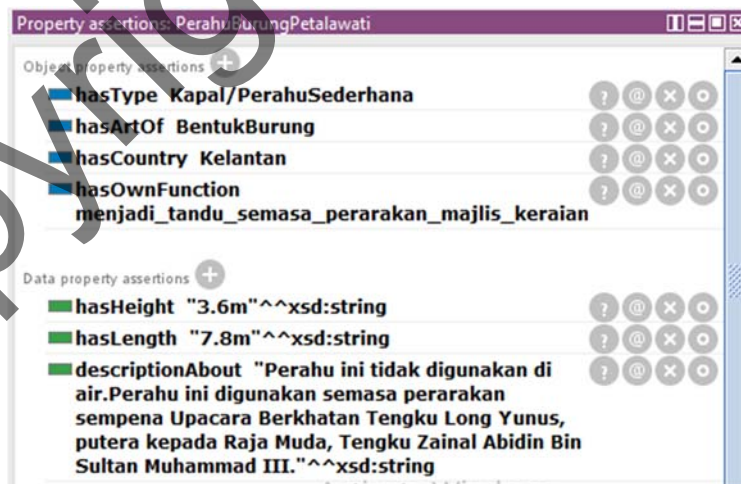 Property assertions: PerahuBurungPetalawati
Object property assertions
hasType Kapal/PerahuSederhana
hasArtOf BentukBurung
hasCountry Kelantan
hasOwnFunction
menjadi_tandu_semasa_perarakan_majlis_keraian
Data property assertions
hasHeight "3.6m"^^xsd:string
hasLength "7.8m"^^xsd:string
descriptionAbout "Perahu ini tidak digunakan di
air.Perahu ini digunakan semasa perarakan
sempena Upacara Berkhatan Tengku Long Yunus,
putera kepada Raja Muda, Tengku Zainal Abidin Bin
Sultan Muhammad III."^^xsd:string